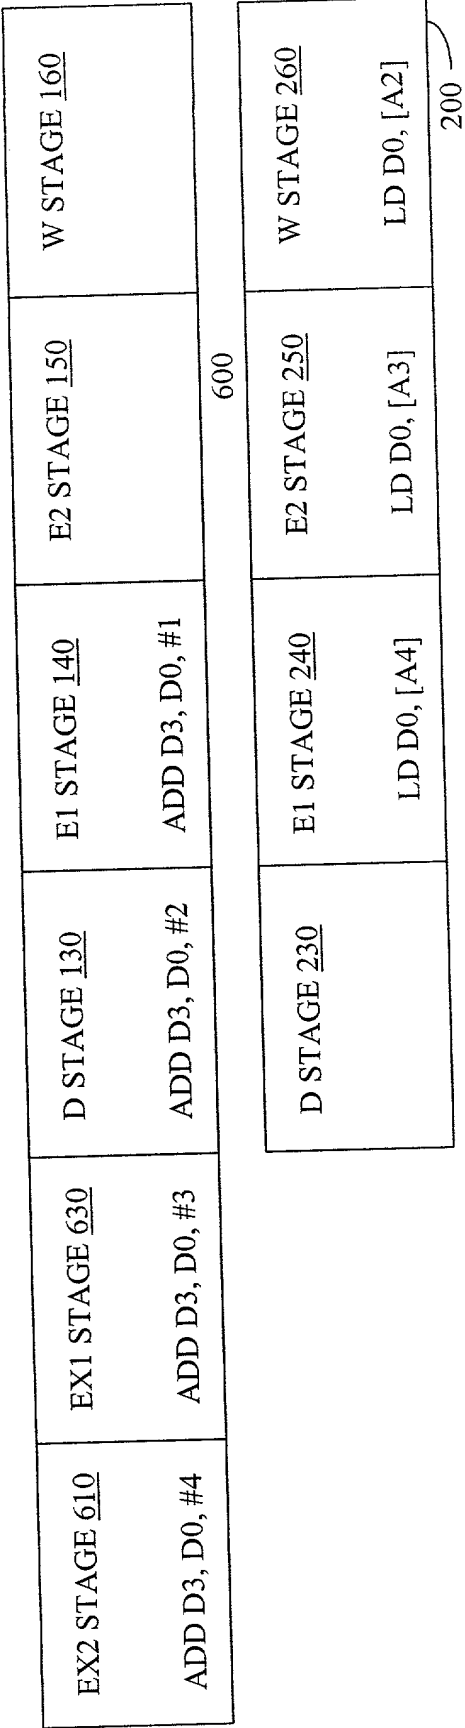 EX2 STAGE 610
ADD D3, D0, #4
EX1 STAGE 630
ADD D3, D0, #3
D STAGE 130
ADD D3, D0, #2
E1 STAGE 140
ADD D3, D0, #1
E2 STAGE 150
W STAGE 160
600
D STAGE 230
E1 STAGE 240
LD D0, [A4]
E2 STAGE 250
LD D0, [A3]
W STAGE 260
LD D0, [A2]
200